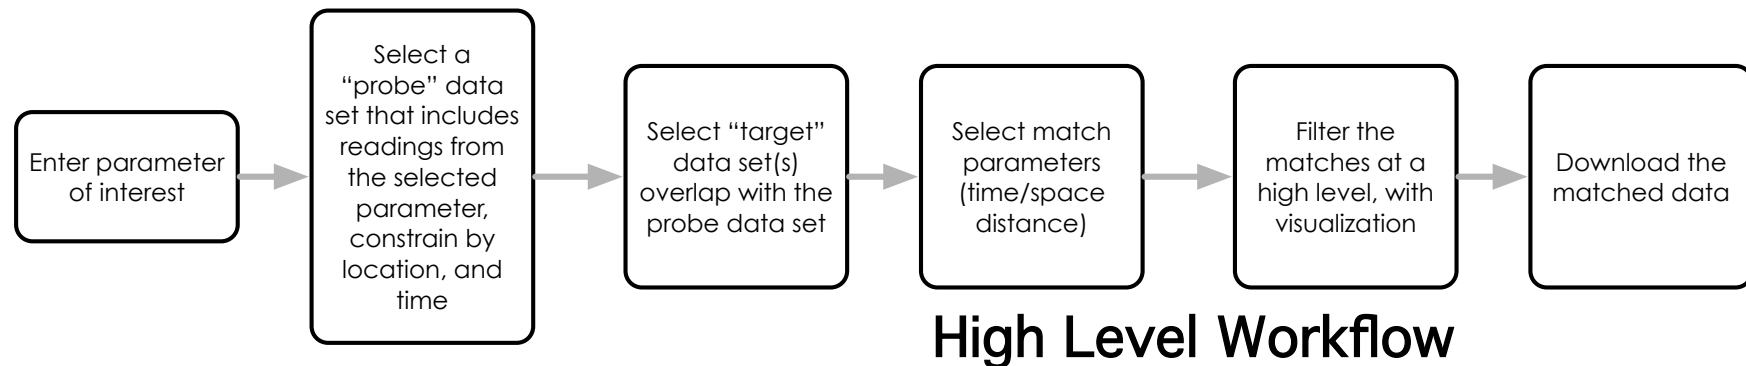 Enter parameter
of interest
Select a
“probe” data
set that includes
readings from
the selected
parameter,
constrain by
location, and
time
Select “target”
data set(s)
overlap with the
probe data set
Select match
parameters
(time/space
distance)
Filter the
matches at a
high level, with
visualization
Download the
matched data
High Level Workflow